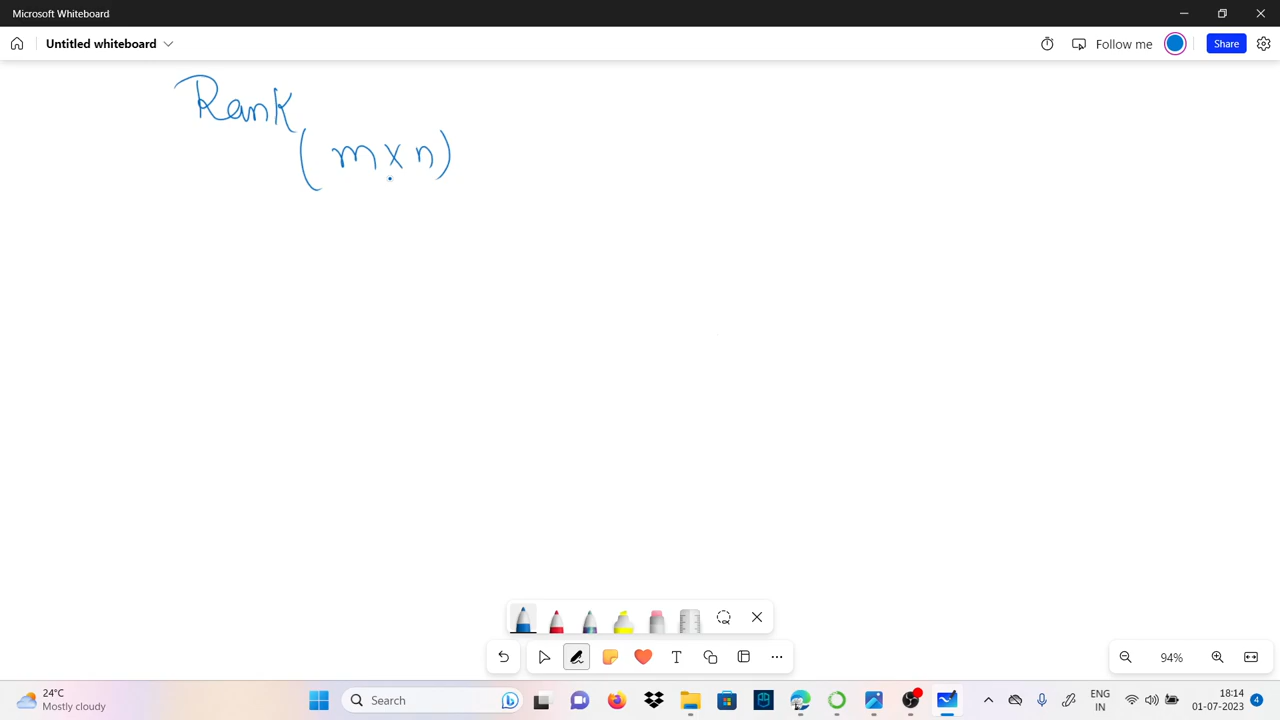 Microsoft Whiteboard
Untitled whiteboard
Follow me
Share
Rank
(m x n)
94%
24°C
Mostly cloudy
Search
ENG
IN
18:14
01-07-2023
4